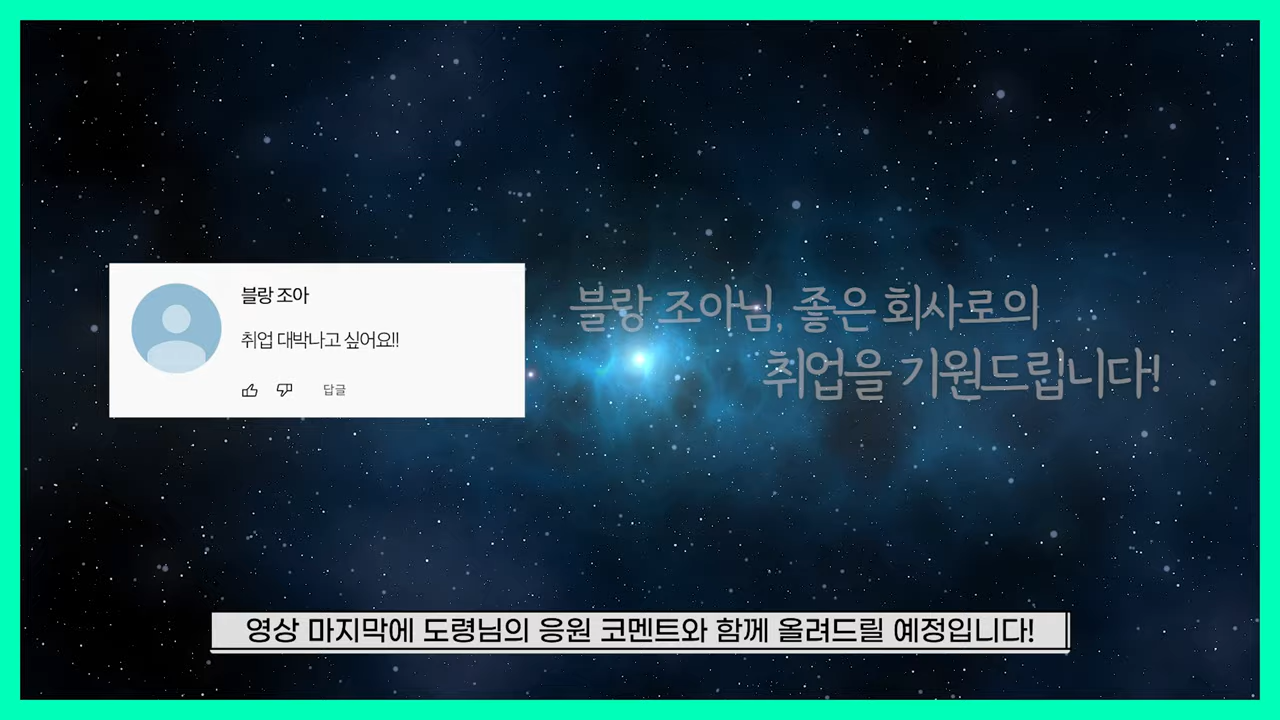 블랑 조아
취업 대박나고 싶어요!!
답글
블랑 조아님, 좋은 회사로의
취업을 기원드립니다!
영상 마지막에 도령님의 응원 코멘트와 함께 올려드릴 예정입니다!